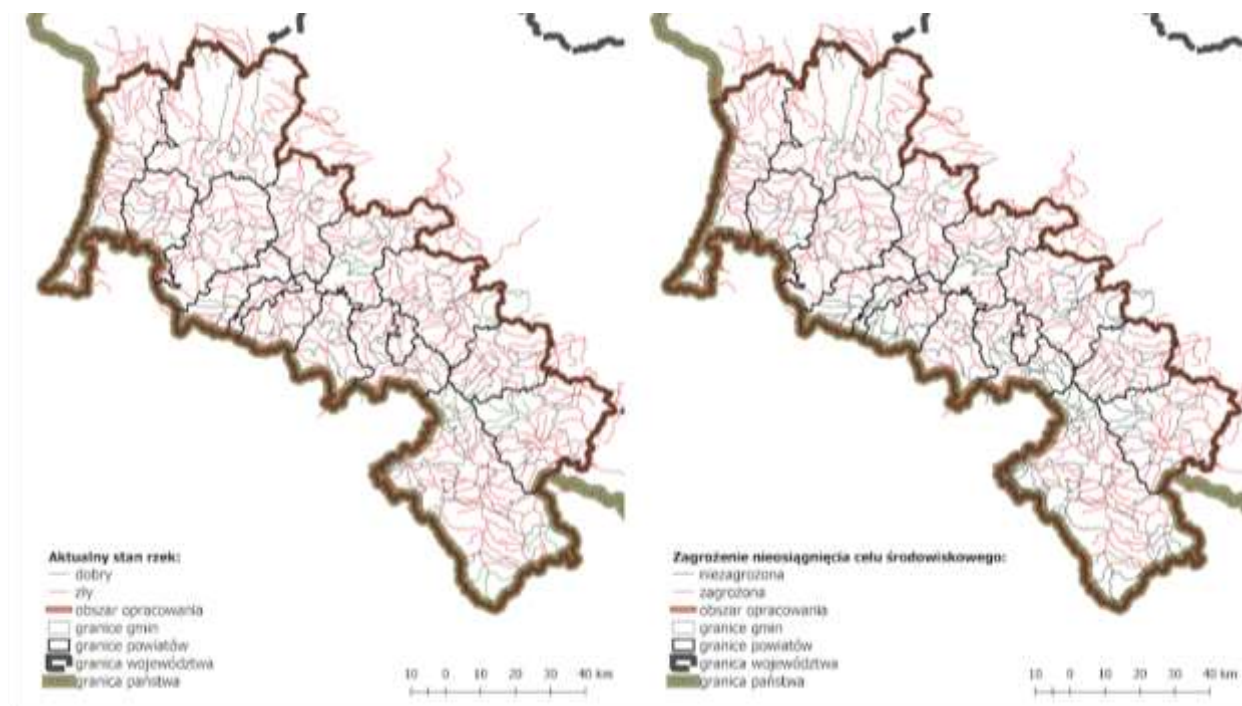 Aktualny stan rzek:
dobry
zły
obszar opracowania
granice gmin
granice powiatów
granica województwa
granica państwa
10 0 10 20 30 40 km
Zagrożenie nieosiągnięcia celu środowiskowego:
niezagrożona
zagrożona
obszar opracowania
granice gmin
granice powiatów
granica województwa
granica państwa
10 0 10 20 30 40 km